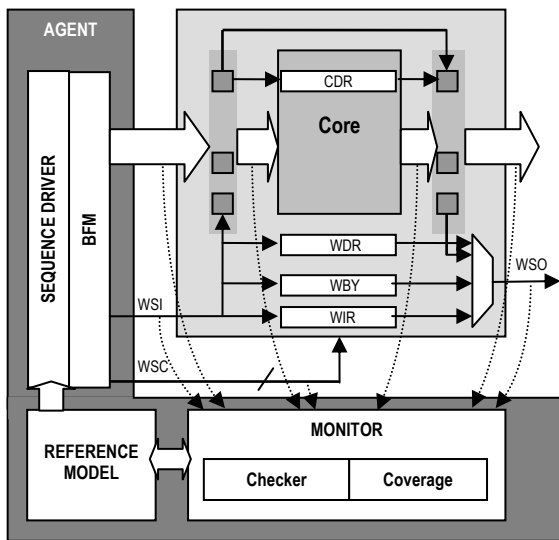 AGENT
SEQUENCE DRIVER
BFM
CDR
Core
WDR
WBY
WIR
WSI
WSC
WSO
REFERENCE
MODEL
MONITOR
Checker
Coverage